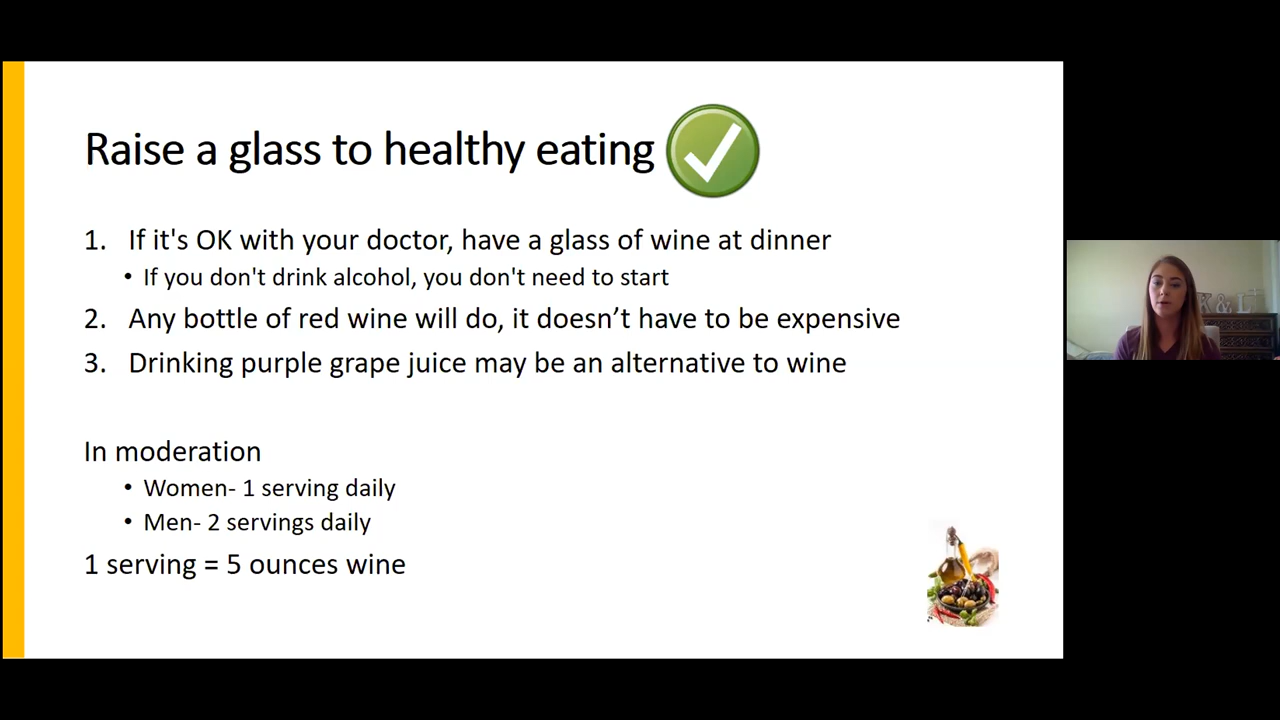 Raise a glass to healthy eating
1. If it's OK with your doctor, have a glass of wine at dinner
• If you don't drink alcohol, you don't need to start
2. Any bottle of red wine will do, it doesn’t have to be expensive
3. Drinking purple grape juice may be an alternative to wine
In moderation
• Women- 1 serving daily
• Men- 2 servings daily
1 serving = 5 ounces wine